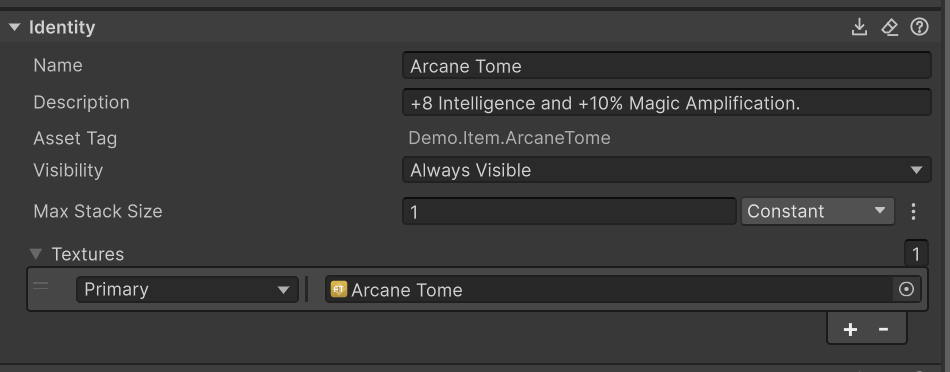 Identity
Name Arcane Tome
Description +8 Intelligence and +10% Magic Amplification.
Asset Tag Demo.Item.ArcaneTome
Visibility Always Visible
Max Stack Size 1 Constant
Textures 1
Primary Arcane Tome
+ -